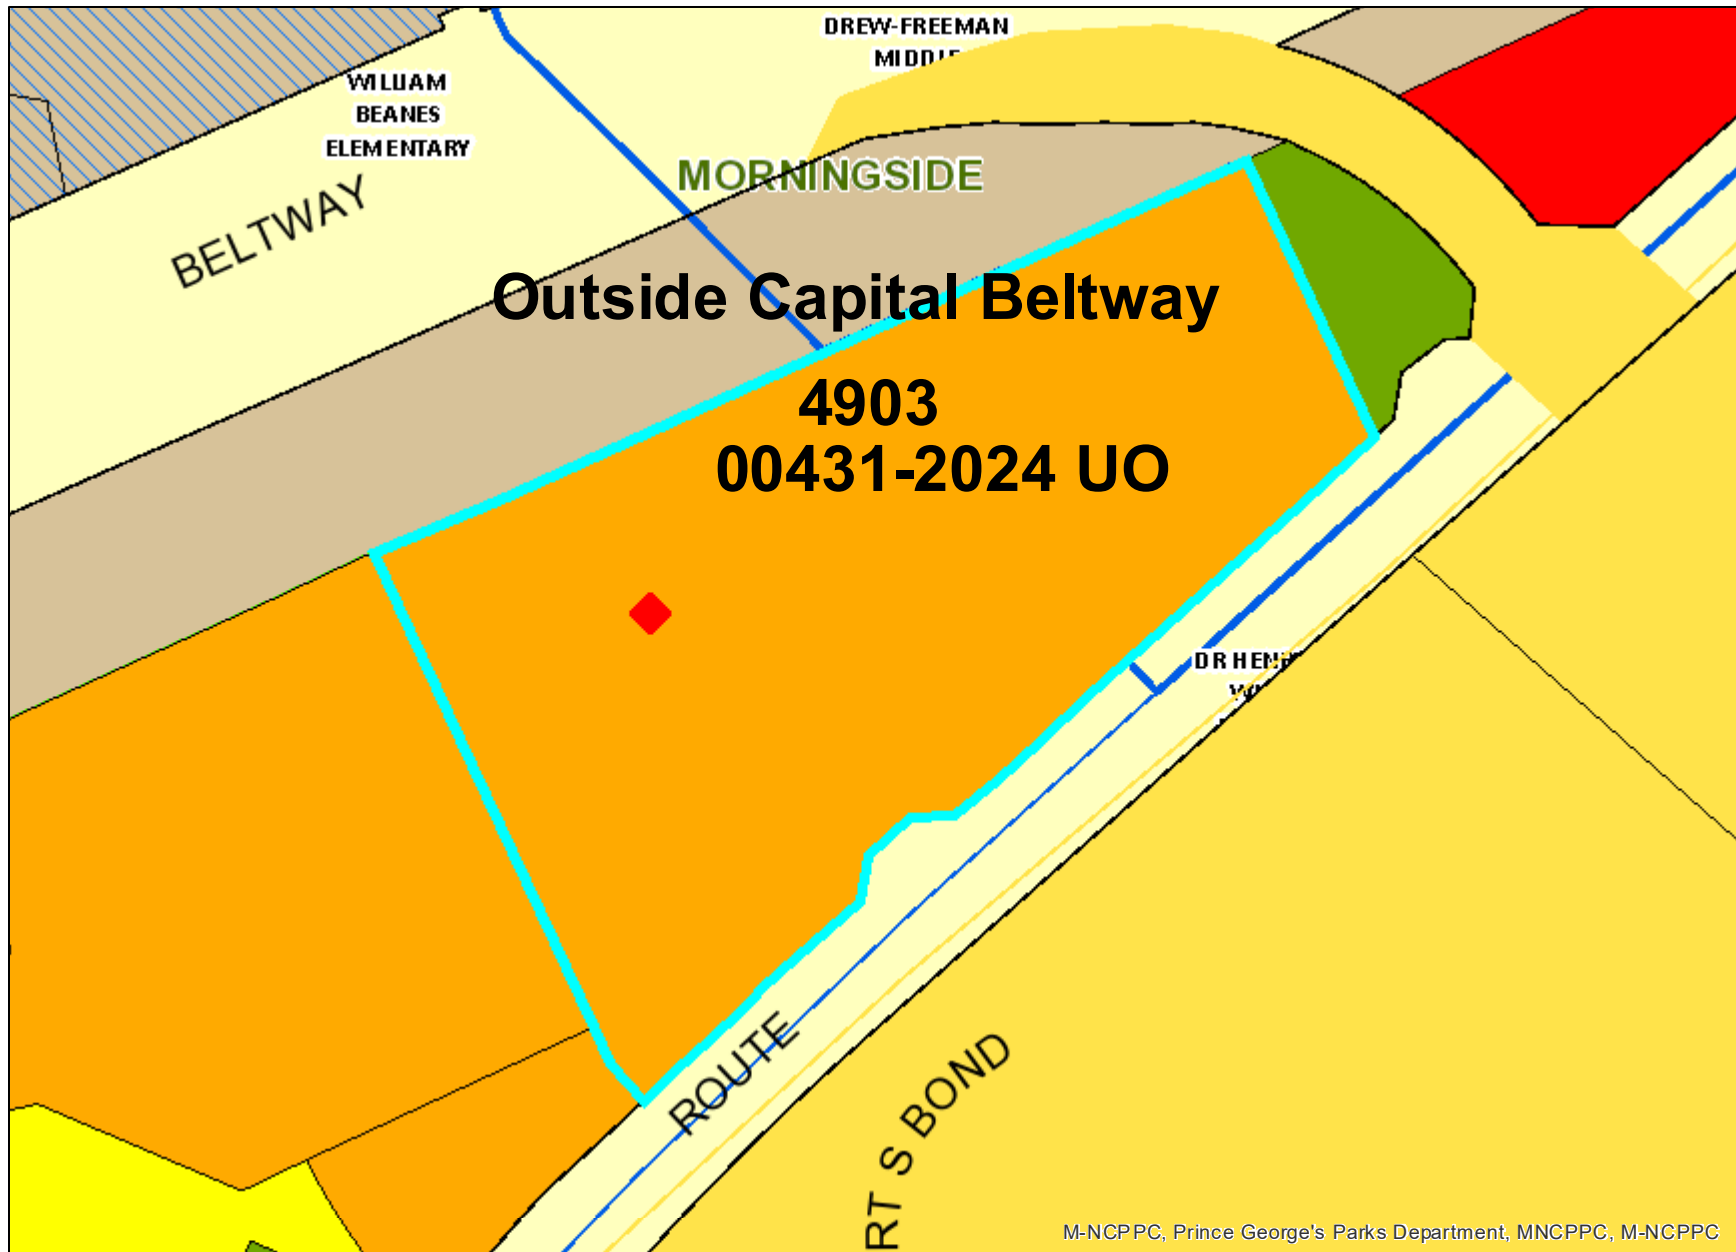 DREW-FREEMAN
WILLIAM
BEANES
ELEMENTARY
MORNINGSIDE
BELTWAY
Outside Capital Beltway
4903
00431-2024 UO
DR
ROUTE
S BOND
M-NCPPC, Prince George's Parks Department, MNCPPC, M-NCPPC